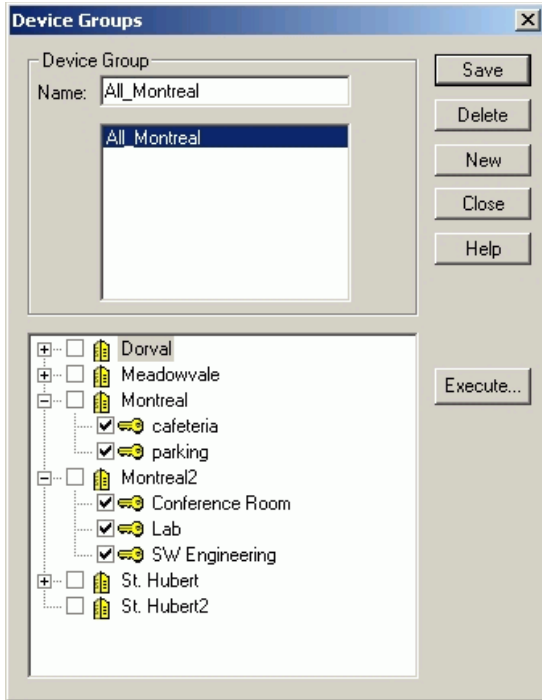 Device Groups
Device Group
Name: All_Montreal
All_Montreal
Save
Delete
New
Close
Help
Dorval
Meadowvale
Montreal
cafeteria
parking
Montreal2
Conference Room
Lab
SW Engineering
St. Hubert
St. Hubert2
Execute...